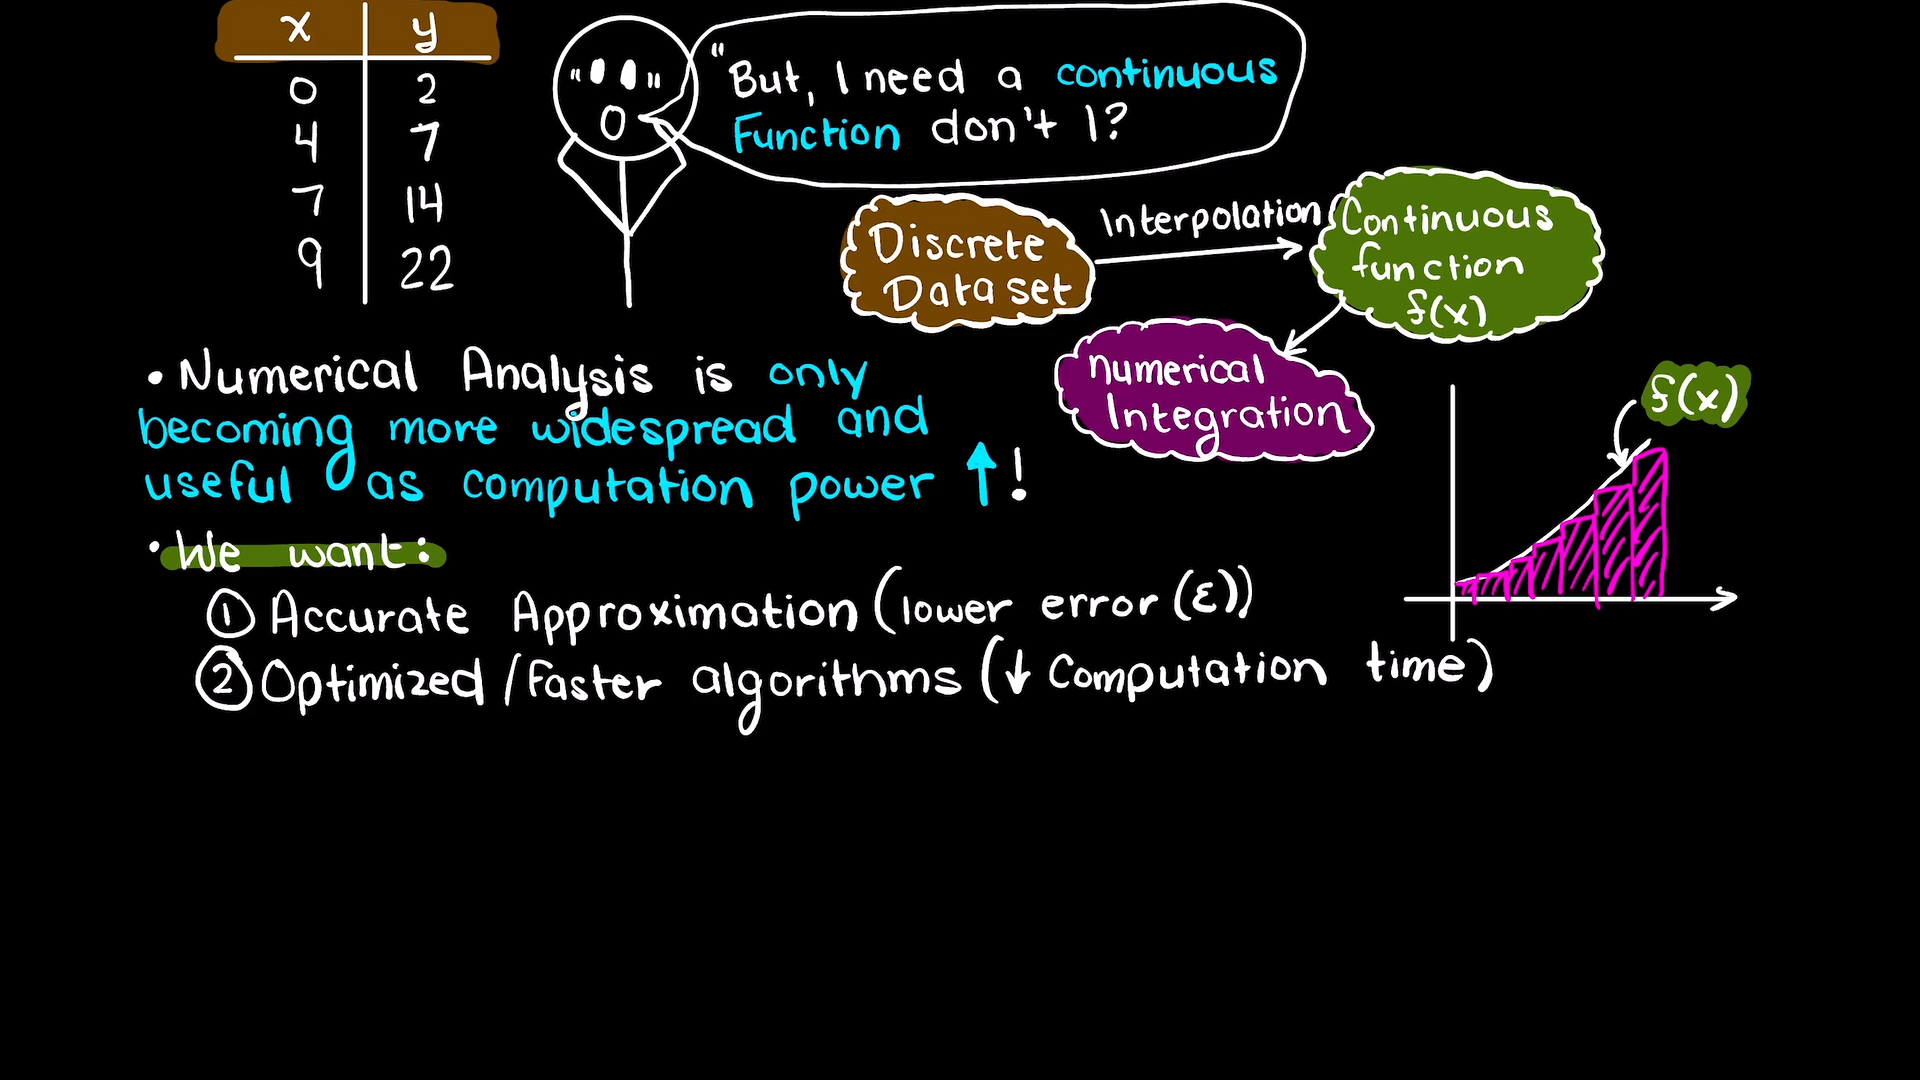 x y
0 2
4 7
7 14
9 22
"But, I need a continuous
Function don't I?
Discrete
Dataset
Interpolation
Continuous
function
f(x)
Numerical
Integration
f(x)
• Numerical Analysis is only
becoming more widespread and
useful as computation power ↑!
• We want:
① Accurate Approximation (lower error (ε))
② Optimized / Faster algorithms (↓ Computation time)